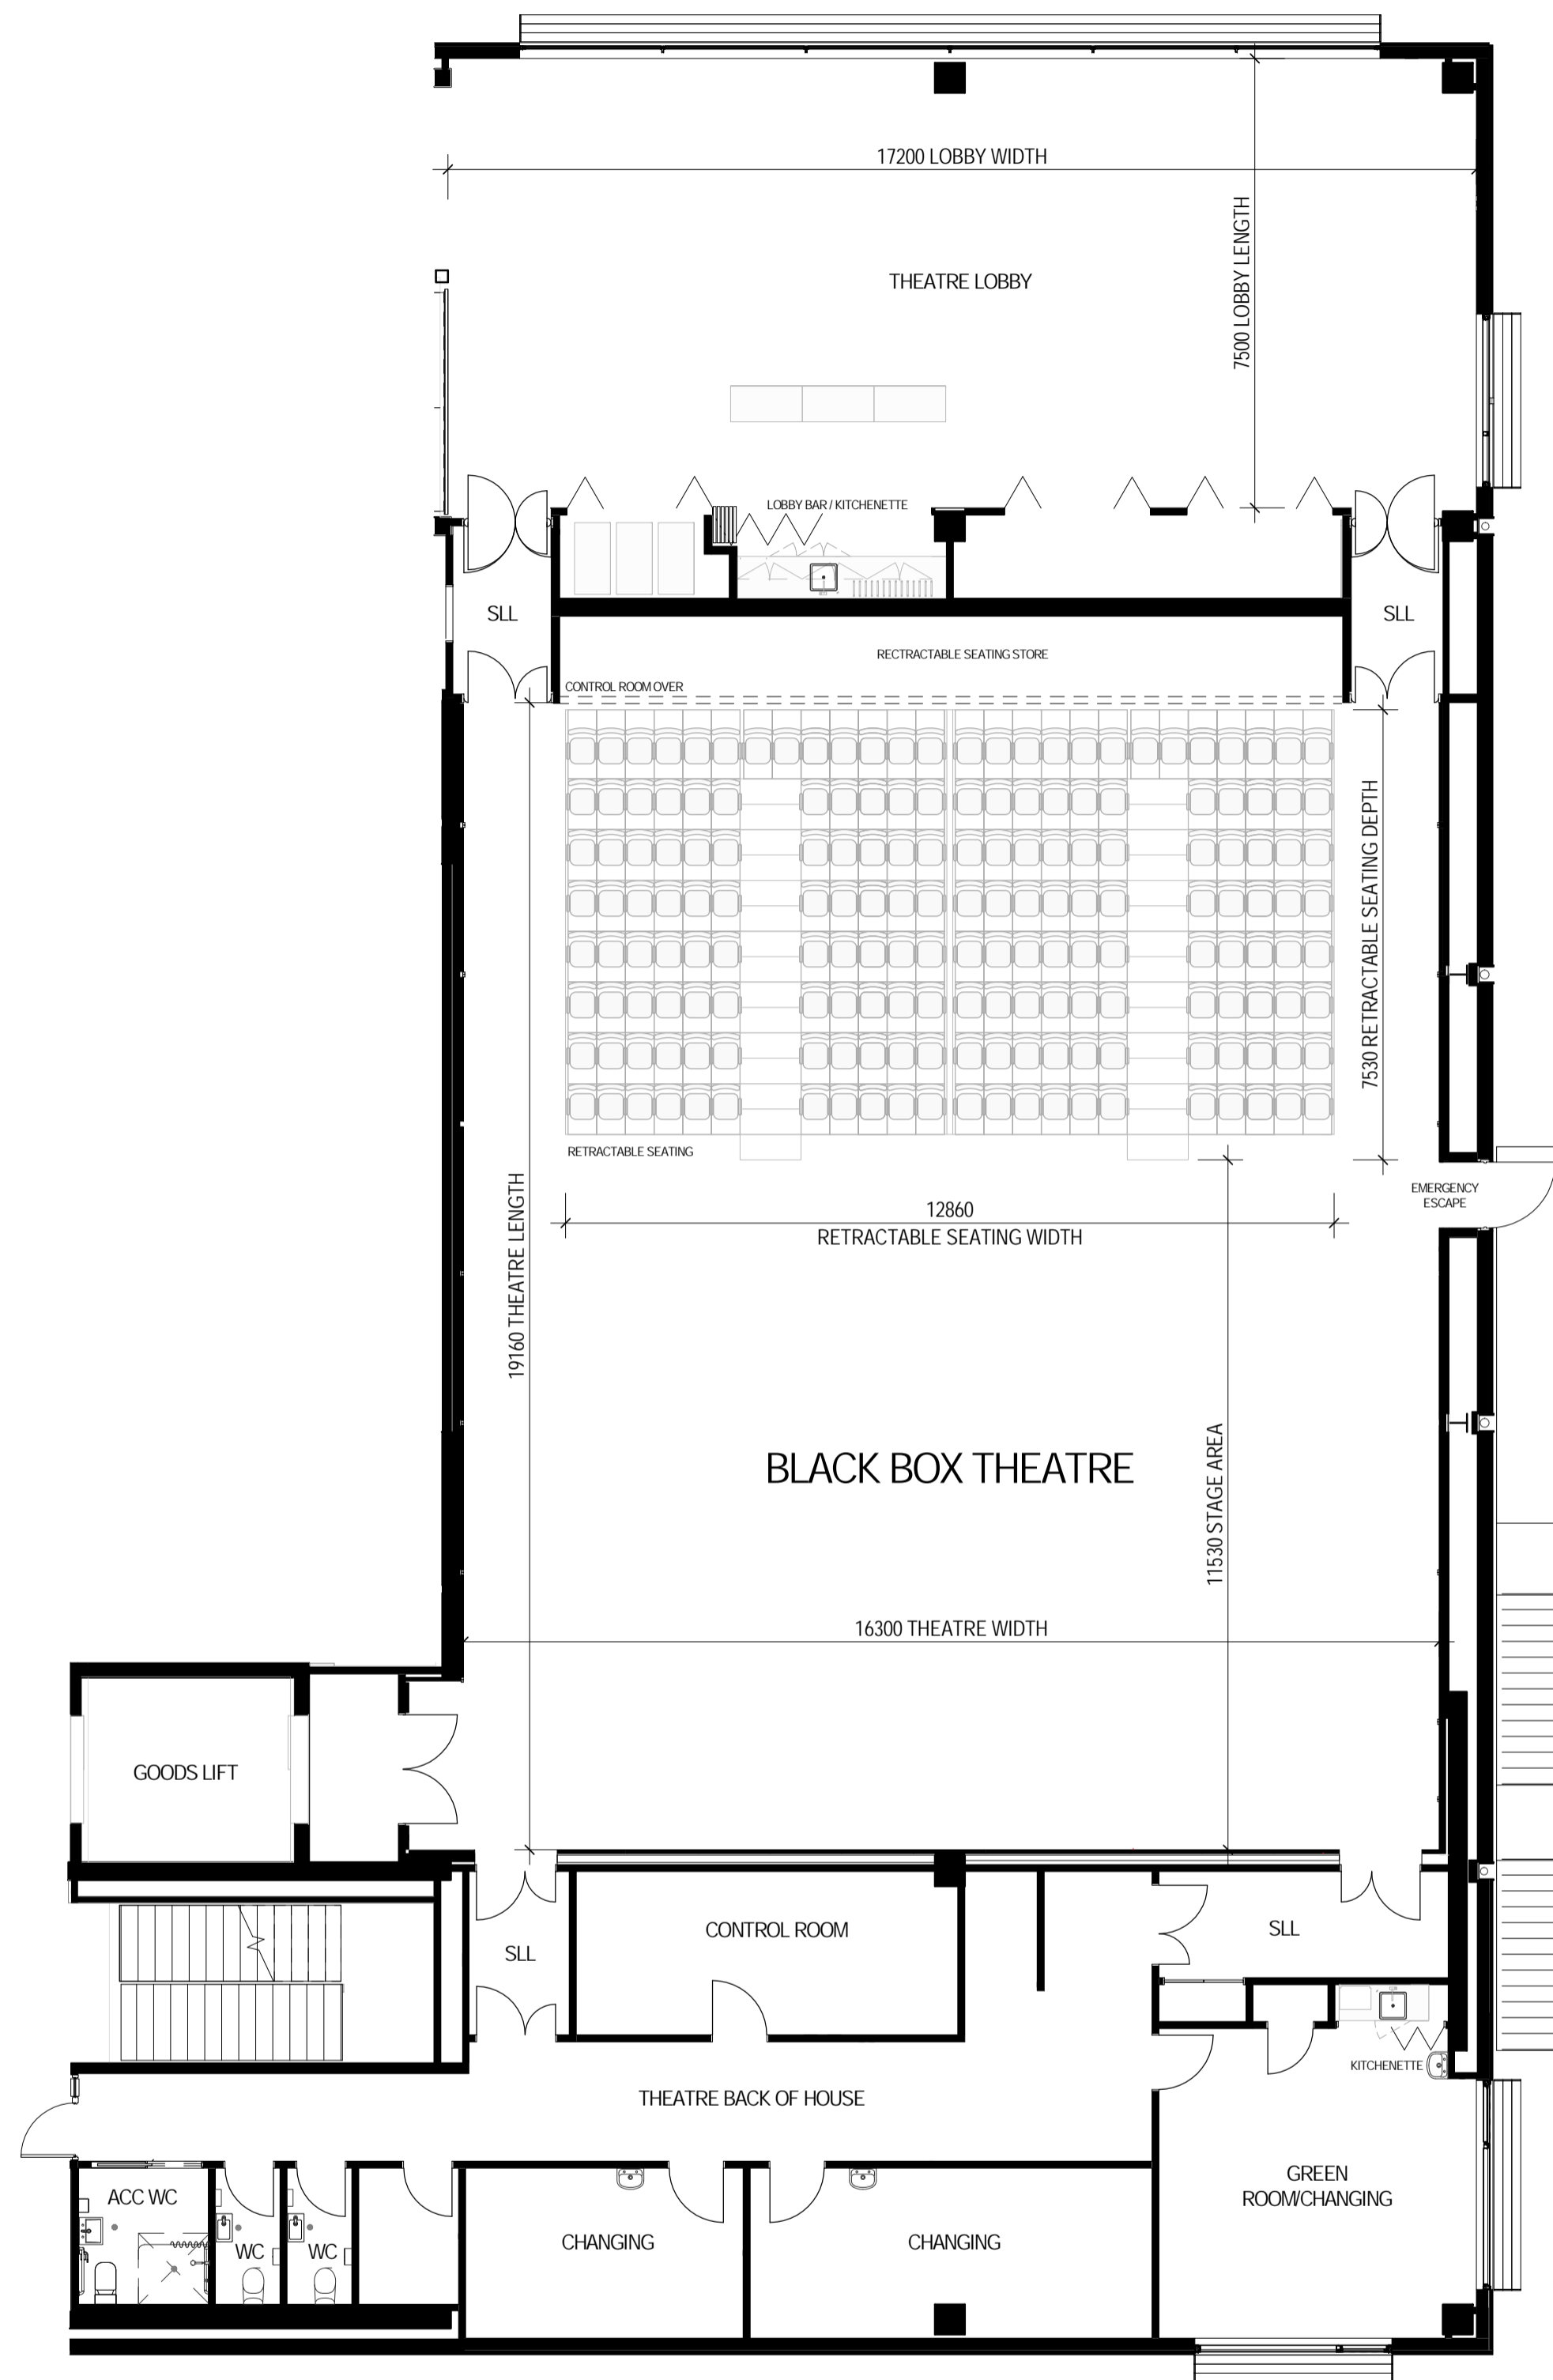 17200 LOBBY WIDTH
7500 LOBBY LENGTH
THEATRE LOBBY
LOBBY BAR / KITCHENETTE
SLL
SLL
RECTRACTABLE SEATING STORE
CONTROL ROOM OVER
7530 RETRACTABLE SEATING DEPTH
RETRACTABLE SEATING
EMERGENCY
ESCAPE
19160 THEATRE LENGTH
12860
RETRACTABLE SEATING WIDTH
BLACK BOX THEATRE
11530 STAGE AREA
16300 THEATRE WIDTH
GOODS LIFT
CONTROL ROOM
SLL
SLL
KITCHENETTE
THEATRE BACK OF HOUSE
GREEN
ROOM/CHANGING
ACC WC
WC
WC
CHANGING
CHANGING